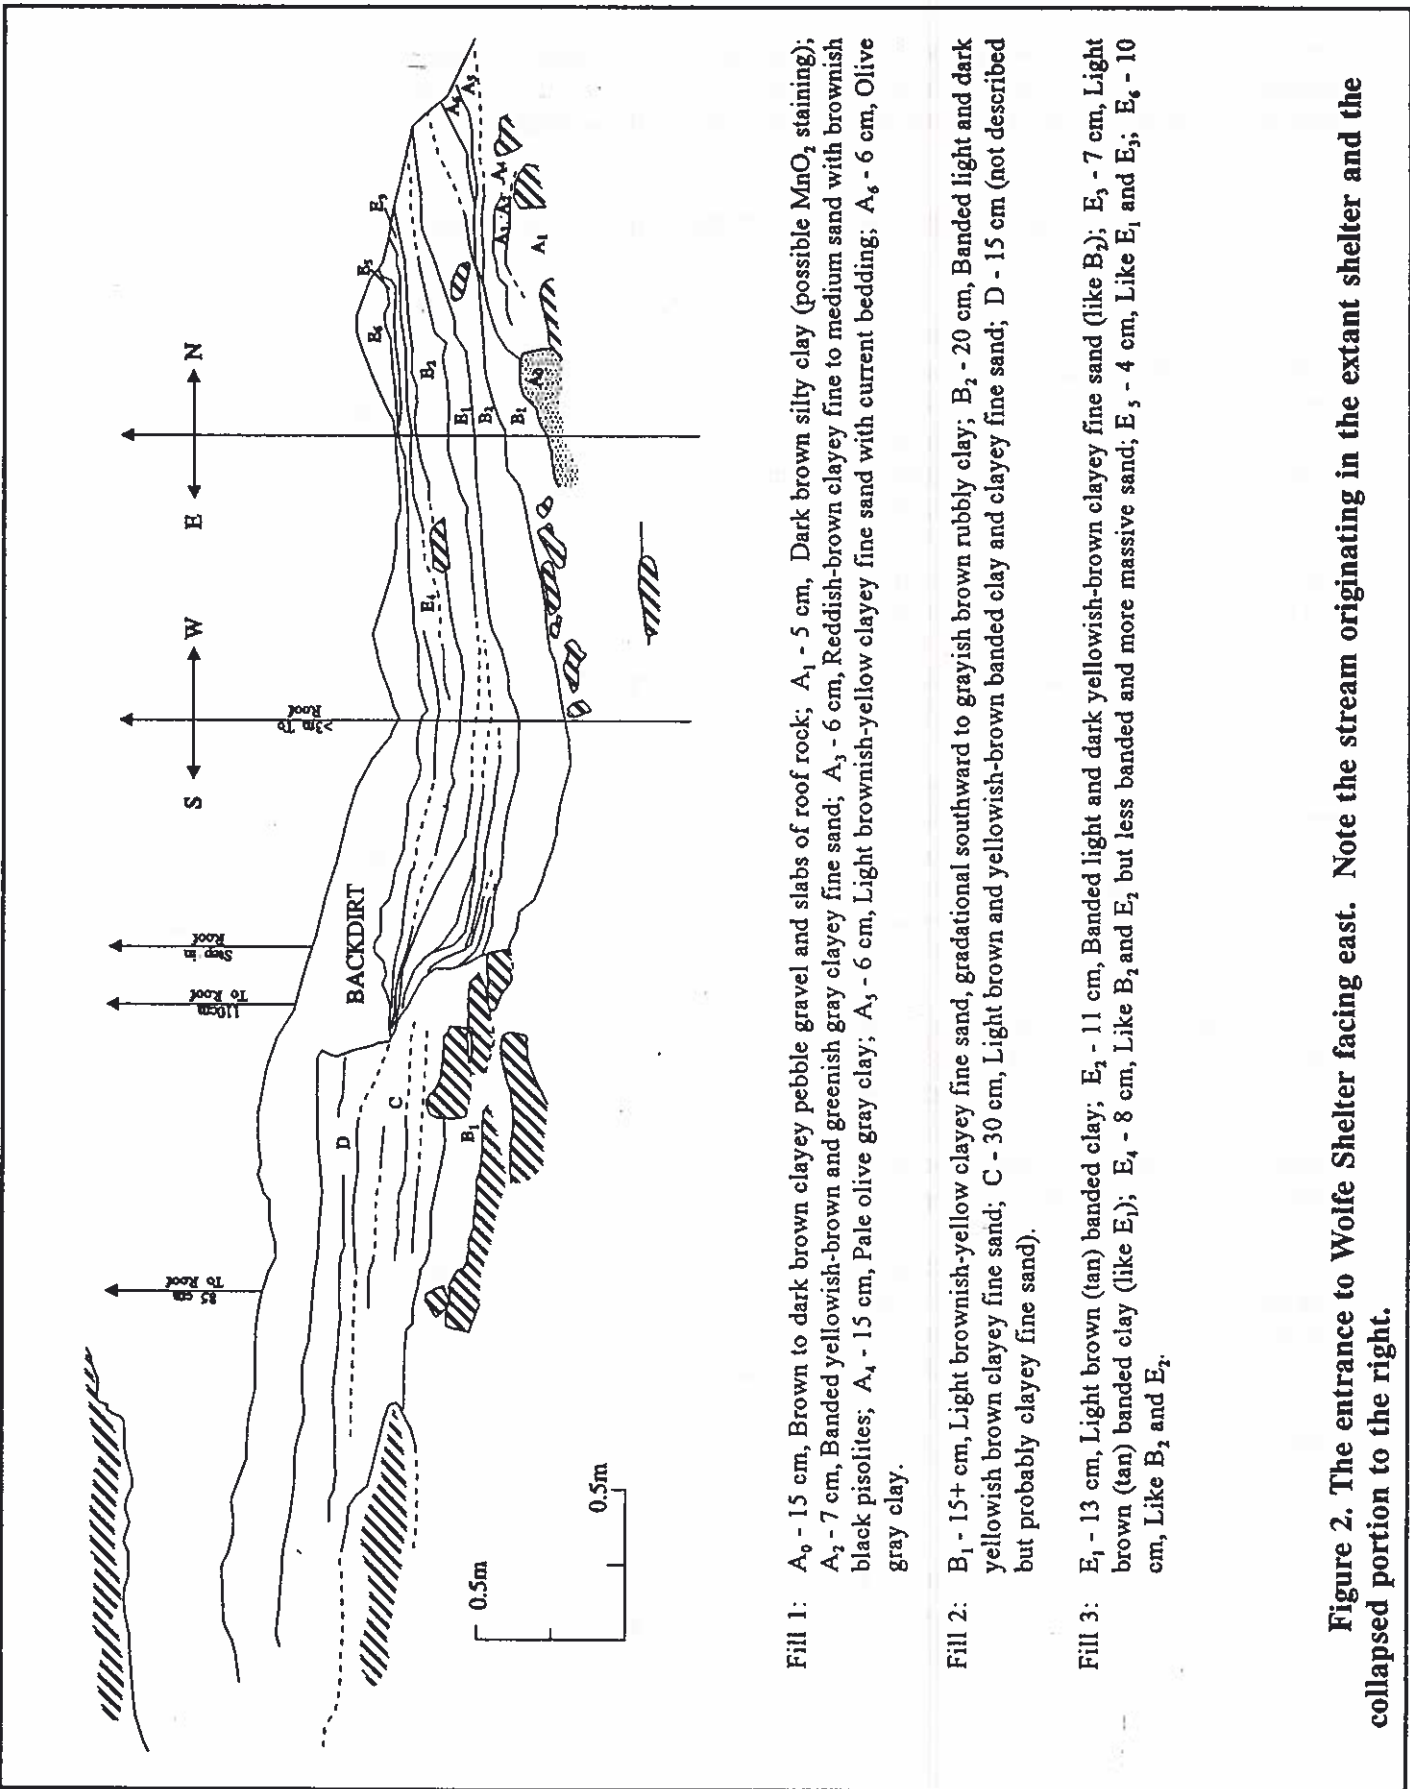 S W E N
85 cm
To Roof
110cm
To Roof
Step in
Roof
>3m To
Roof
BACKDIRT
D
C
B₁
E₄
E₆
E₅
E₃
B₂
E₁
B₂
B₁
A₀
A₁
A₄
A₆
A₅
0.5m
0.5m
Fill 1: A₀ - 15 cm, Brown to dark brown clayey pebble gravel and slabs of roof rock; A₁ - 5 cm, Dark brown silty clay (possible MnO₂ staining);
A₂ - 7 cm, Banded yellowish-brown and greenish gray clayey fine sand; A₃ - 6 cm, Reddish-brown clayey fine to medium sand with brownish
black pisolites; A₄ - 15 cm, Pale olive gray clay; A₅ - 6 cm, Light brownish-yellow clayey fine sand with current bedding; A₆ - 6 cm, Olive
gray clay.
Fill 2: B₁ - 15+ cm, Light brownish-yellow clayey fine sand, gradational southward to grayish brown rubbly clay; B₂ - 20 cm, Banded light and dark
yellowish brown clayey fine sand; C - 30 cm, Light brown and yellowish-brown banded clay and clayey fine sand; D - 15 cm (not described
but probably clayey fine sand).
Fill 3: E₁ - 13 cm, Light brown (tan) banded clay; E₂ - 11 cm, Banded light and dark yellowish-brown clayey fine sand (like B₂); E₃ - 7 cm, Light
brown (tan) banded clay (like E₁); E₄ - 8 cm, Like B₂ and E₂ but less banded and more massive sand; E₅ - 4 cm, Like E₁ and E₃; E₆ - 10
cm, Like B₂ and E₂.
Figure 2. The entrance to Wolfe Shelter facing east. Note the stream originating in the extant shelter and the
collapsed portion to the right.